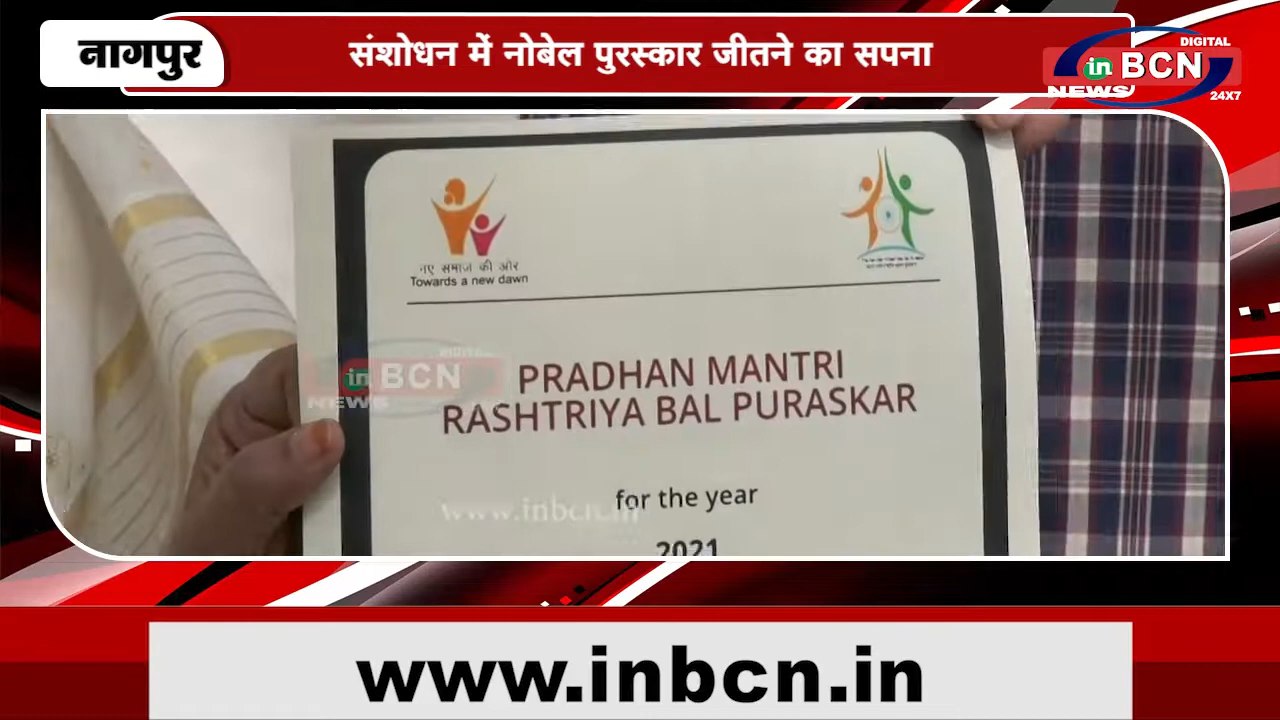 नागपुर
संशोधन में नोबेल पुरस्कार जीतने का सपना
DIGITAL
in BCN
NEWS
24X7
नए समाज की ओर
Towards a new dawn
PRADHAN MANTRI
RASHTRIYA BAL PURASKAR
in BCN
NEWS
for the year
www.inbcn.in
2021
www.inbcn.in